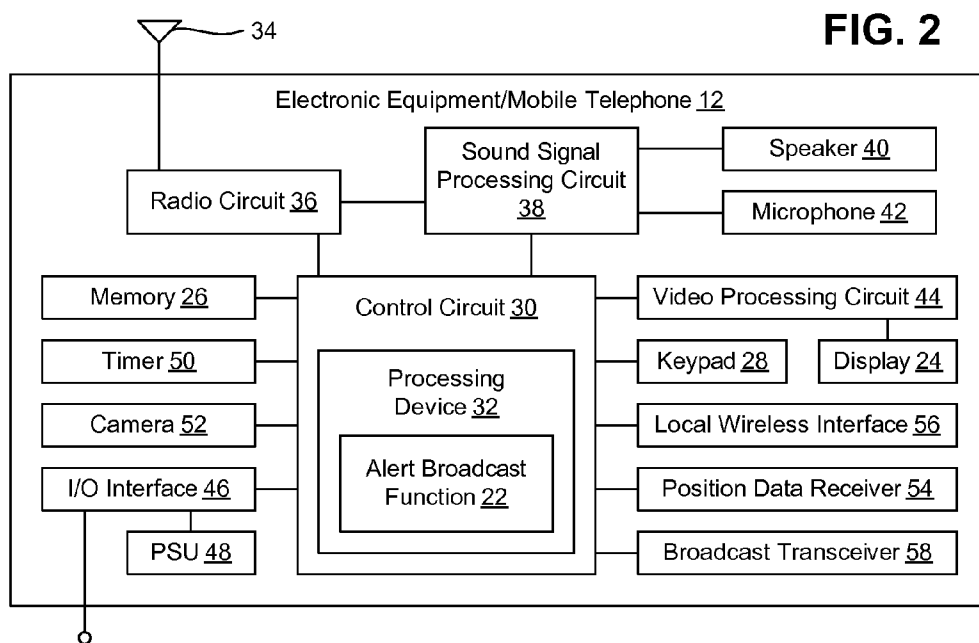 34
FIG. 2
Electronic Equipment/Mobile Telephone 12
Radio Circuit 36
Sound Signal
Processing Circuit
38
Speaker 40
Microphone 42
Memory 26
Timer 50
Camera 52
I/O Interface 46
PSU 48
Control Circuit 30
Processing
Device 32
Alert Broadcast
Function 22
Video Processing Circuit 44
Keypad 28
Display 24
Local Wireless Interface 56
Position Data Receiver 54
Broadcast Transceiver 58